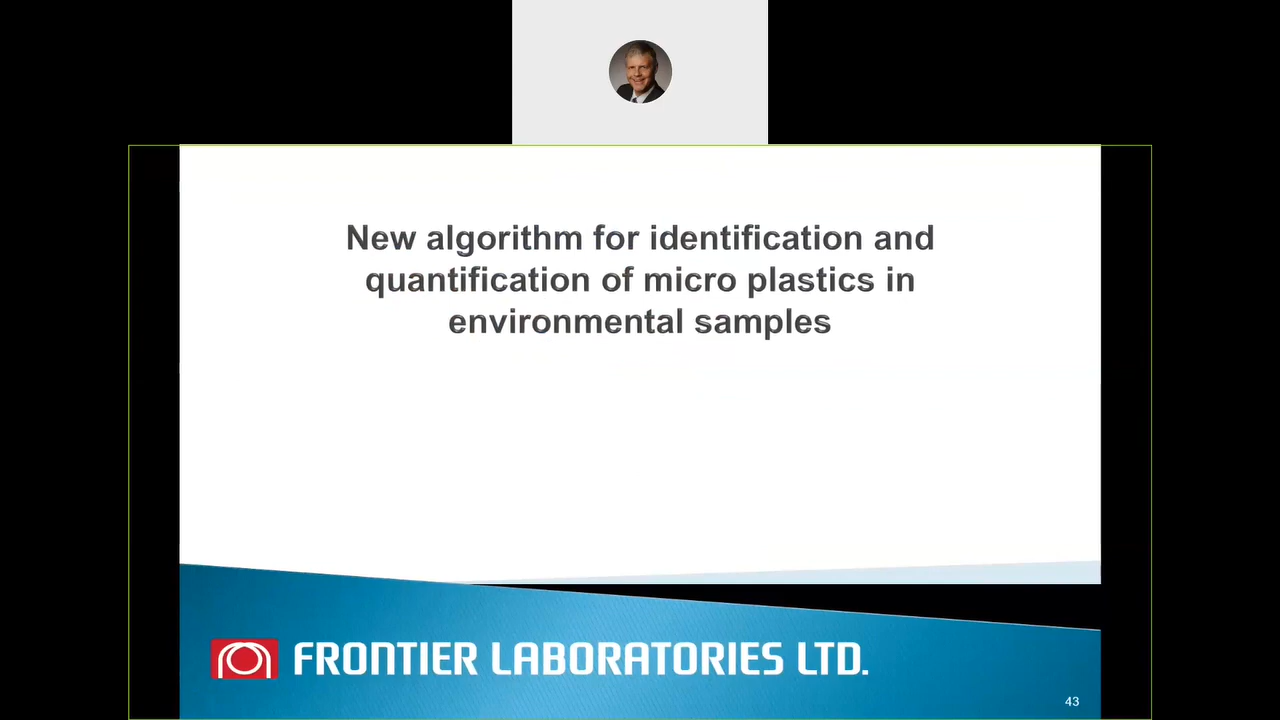 New algorithm for identification and
quantification of micro plastics in
environmental samples
FRONTIER LABORATORIES LTD.
43